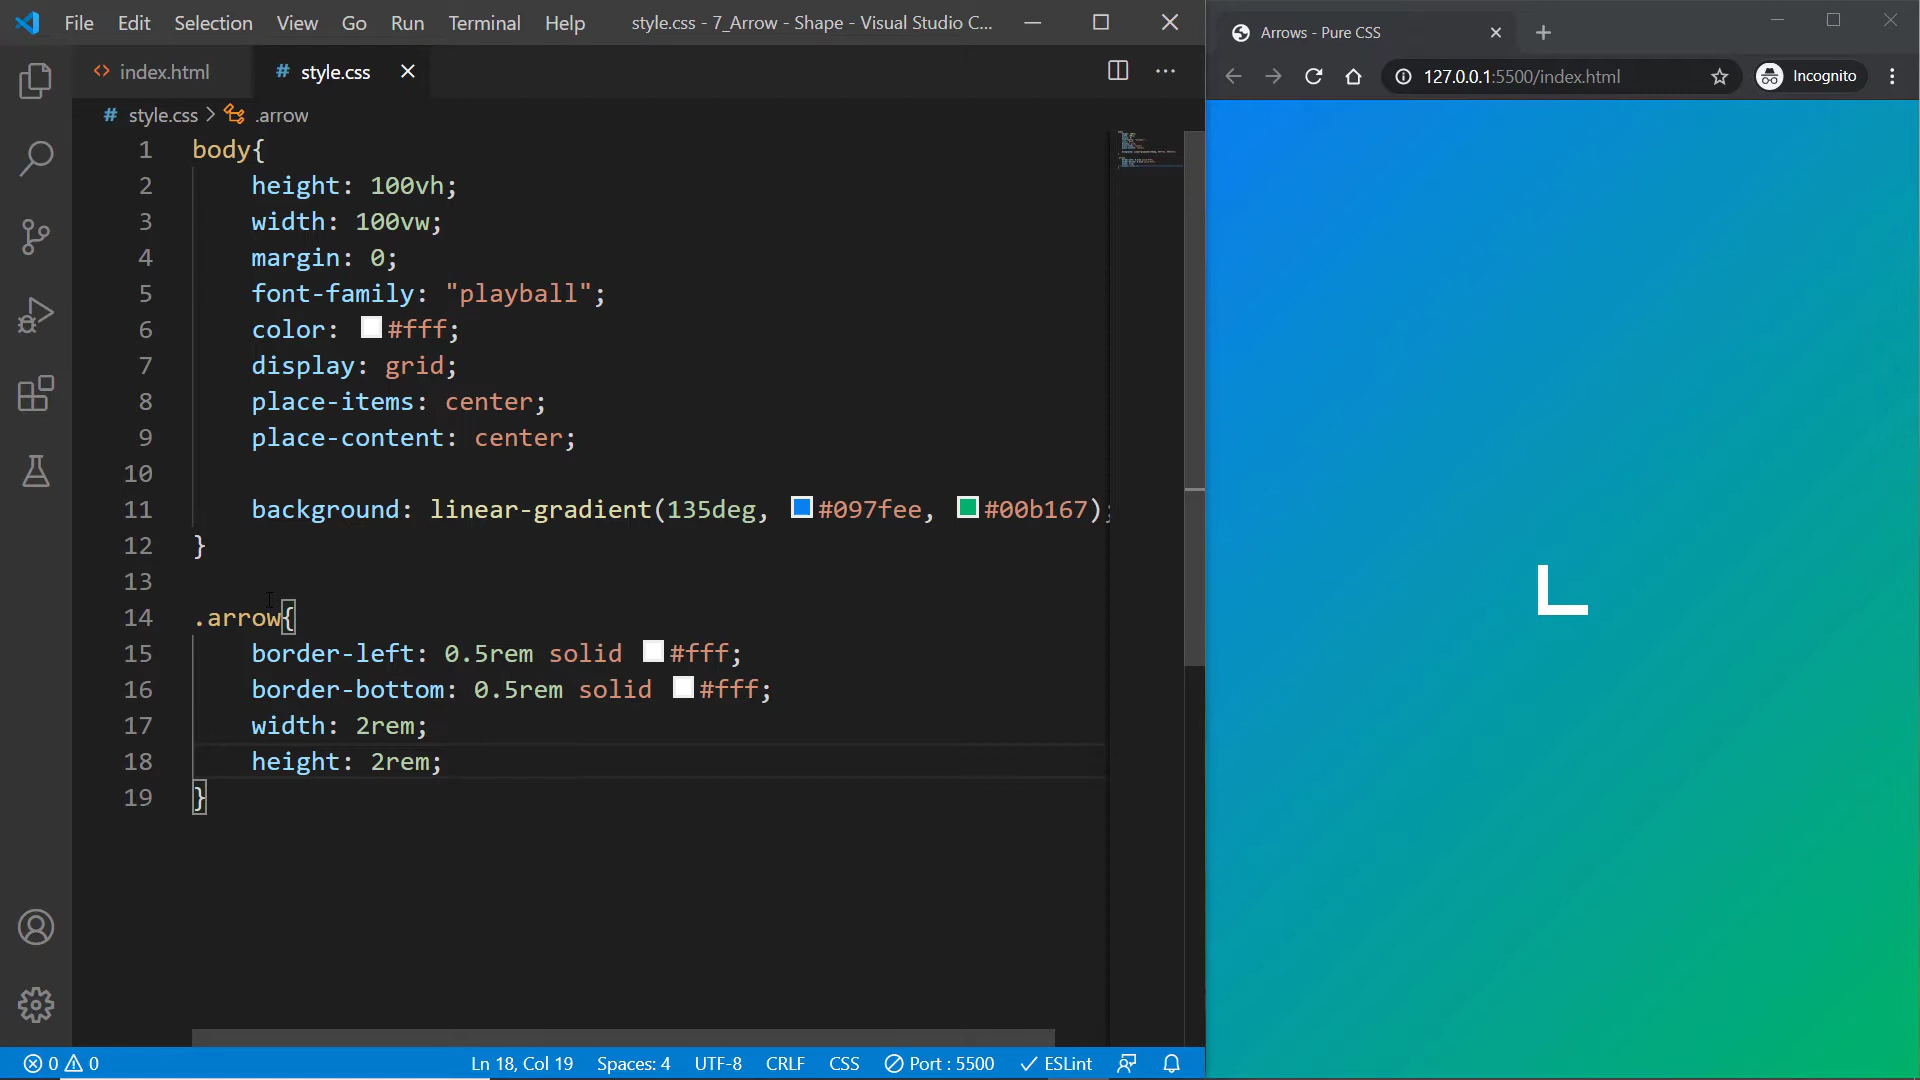 File Edit Selection View Go Run Terminal Help style.css - 7_Arrow - Shape - Visual Studio C...
index.html # style.css
# style.css > .arrow
1 body{
2 height: 100vh;
3 width: 100vw;
4 margin: 0;
5 font-family: "playball";
6 color: #fff;
7 display: grid;
8 place-items: center;
9 place-content: center;
10
11 background: linear-gradient(135deg, #097fee, #00b167);
12 }
13
14 .arrow{
15 border-left: 0.5rem solid #fff;
16 border-bottom: 0.5rem solid #fff;
17 width: 2rem;
18 height: 2rem;
19 }
0 0 Ln 18, Col 19 Spaces: 4 UTF-8 CRLF CSS Port : 5500 ESLint
Arrows - Pure CSS
127.0.0.1:5500/index.html Incognito